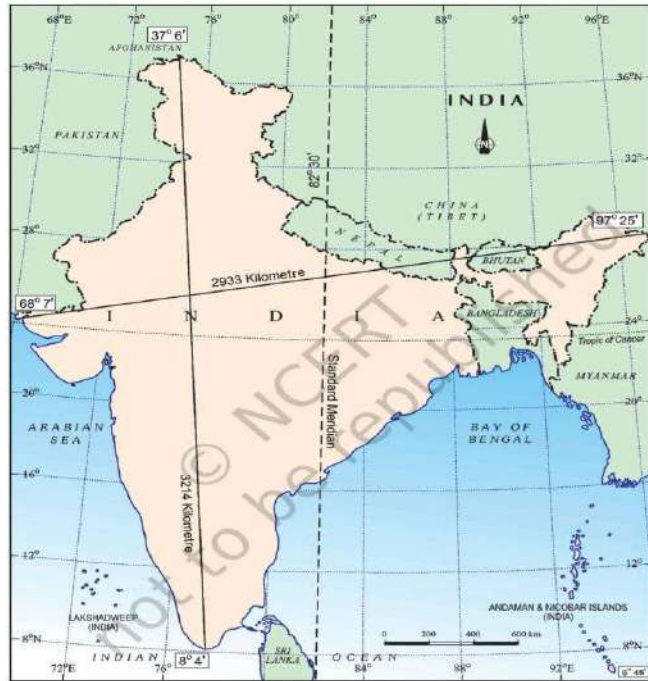 68°E 72° 76° 80° 82° 84° 88° 92° 96°E
37° 6'
AFGHANISTAN
36°N
36°N
INDIA
PAKISTAN
32°
82° 30'
32°
CHINA
(TIBET)
97° 25'
28°
NEPAL
BHUTAN
2933 Kilometre
68° 7'
INDIA
BANGLADESH
24°
Tropic of Cancer
MYANMAR
Standard Meridian
20°
20°
ARABIAN
SEA
BAY OF
BENGAL
© NCERT
not to be republished
16°
16°
3214 Kilometre
12°
12°
LAKSHADWEEP
(INDIA)
ANDAMAN & NICOBAR ISLANDS
(INDIA)
0 200 400 600 km
8°N
8°N
SRI
LANKA
INDIAN OCEAN
72°E 76° 8° 4' 80° 84° 88° 92°E